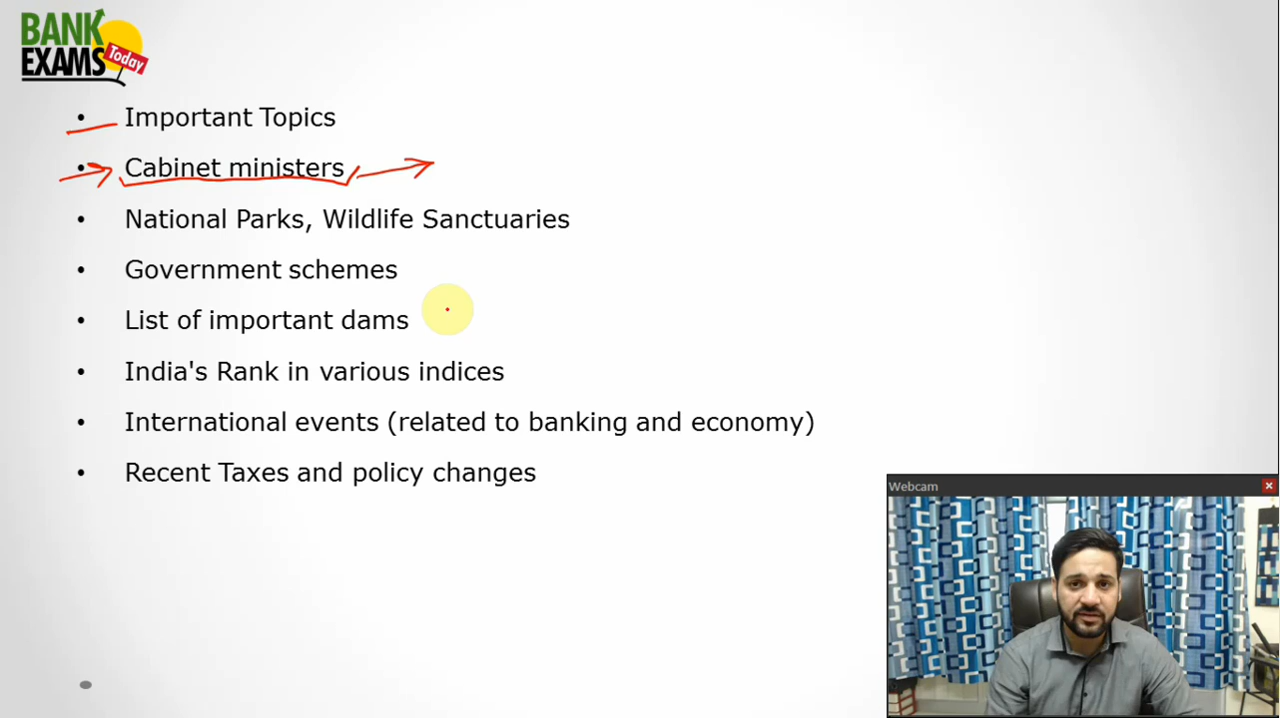 BANK
EXAMS Today
• Important Topics
• Cabinet ministers
• National Parks, Wildlife Sanctuaries
• Government schemes
• List of important dams
• India's Rank in various indices
• International events (related to banking and economy)
• Recent Taxes and policy changes
Webcam